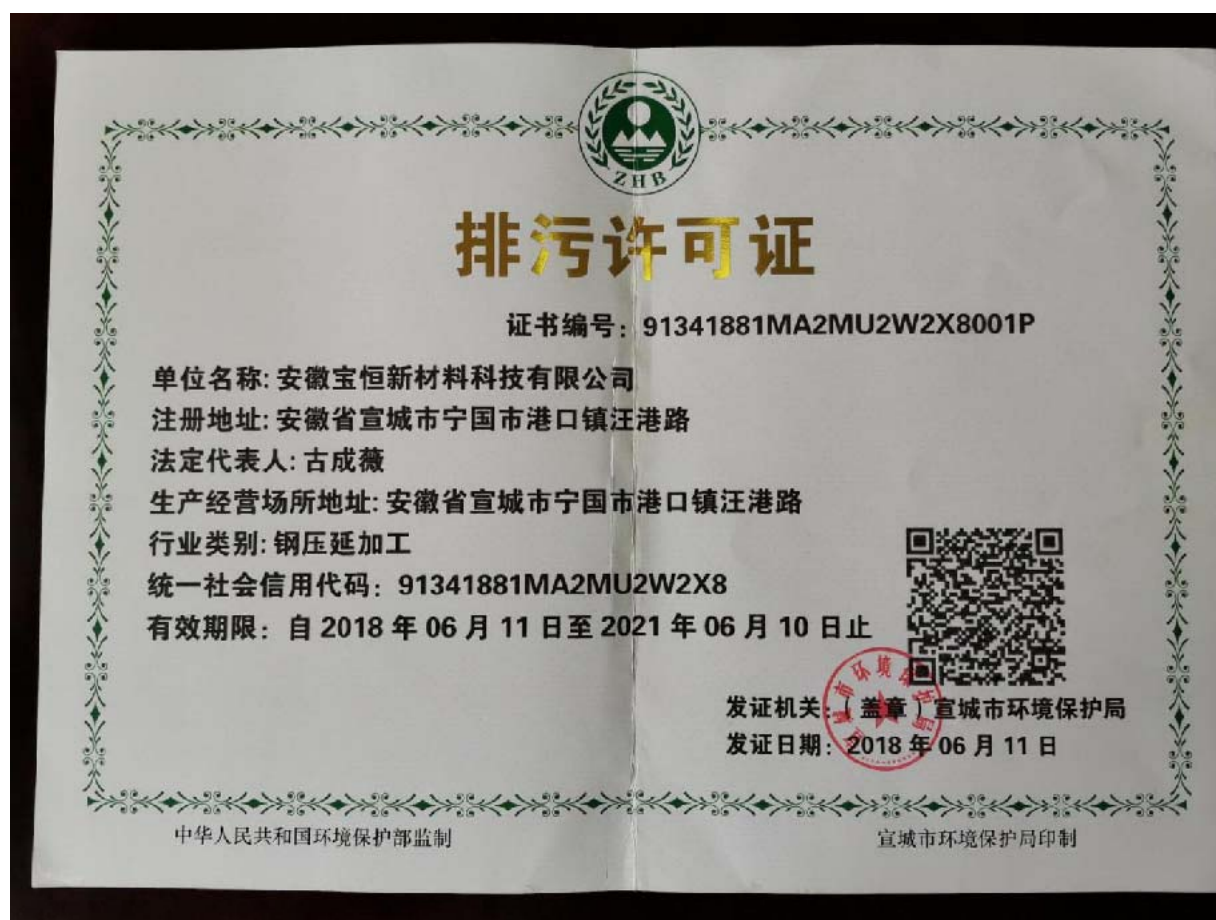 ZHB
排污许可证
证书编号：91341881MA2MU2W2X8001P
单位名称:安徽宝恒新材料科技有限公司
注册地址:安徽省宣城市宁国市港口镇汪港路
法定代表人:古成薇
生产经营场所地址:安徽省宣城市宁国市港口镇汪港路
行业类别:钢压延加工
统一社会信用代码：91341881MA2MU2W2X8
有效期限：自 2018 年 06 月 11 日至 2021 年 06 月 10 日止
宣城市环境保护局
发证机关:（盖章）宣城市环境保护局
发证日期：2018 年 06 月 11 日
中华人民共和国环境保护部监制
宣城市环境保护局印制